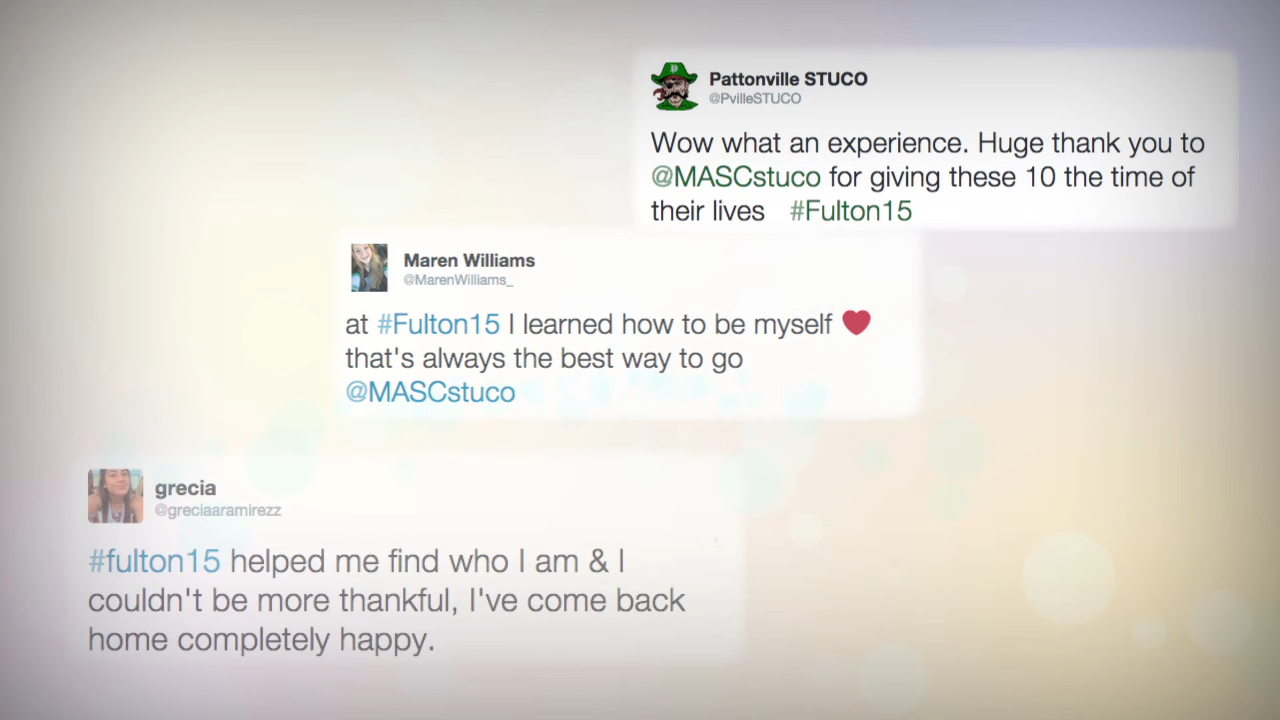 Pattonville STUCO
@PvilleSTUCO
Wow what an experience. Huge thank you to
@MASCstuco for giving these 10 the time of
their lives #Fulton15
Maren Williams
@MarenWilliams_
at #Fulton15 I learned how to be myself ❤
that's always the best way to go
@MASCstuco
grecia
@greciaaramirezz
#fulton15 helped me find who I am & I
couldn't be more thankful, I've come back
home completely happy.